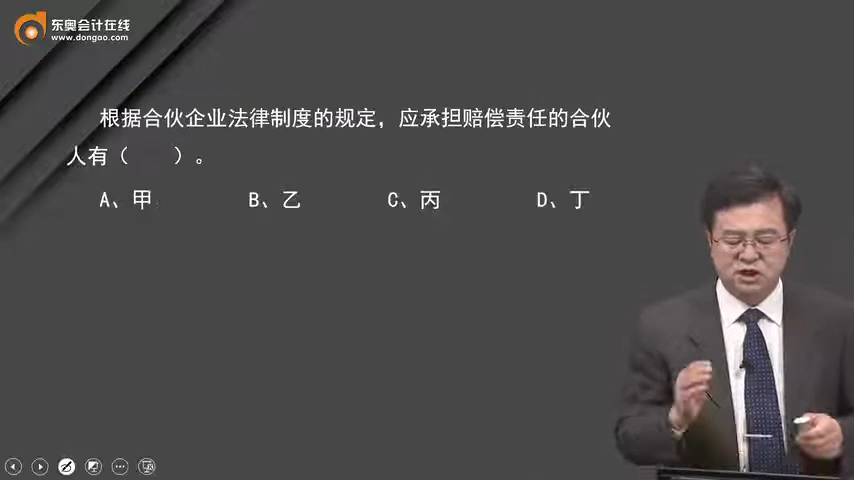 东奥会计在线
www.dongao.com
根据合伙企业法律制度的规定，应承担赔偿责任的合伙
人有（  ）。
A、甲 B、乙 C、丙 D、丁